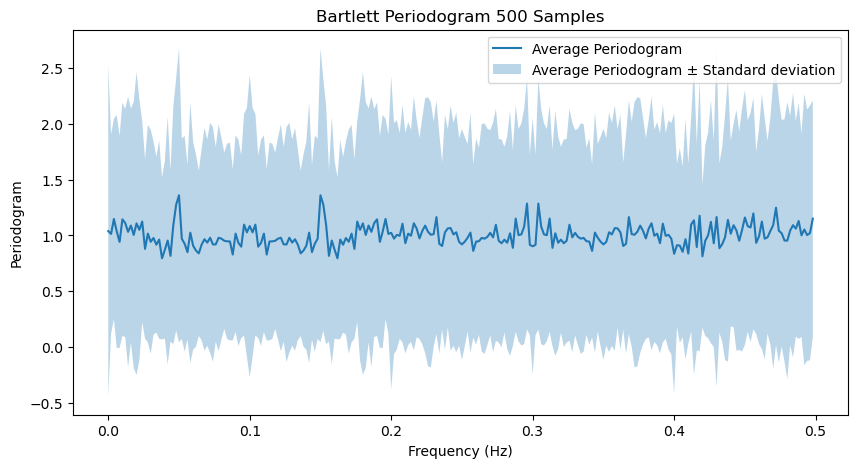 Bartlett Periodogram 500 Samples
Average Periodogram
Average Periodogram ± Standard deviation
Periodogram
2.5
2.0
1.5
1.0
0.5
0.0
−0.5
0.0 0.1 0.2 0.3 0.4 0.5
Frequency (Hz)